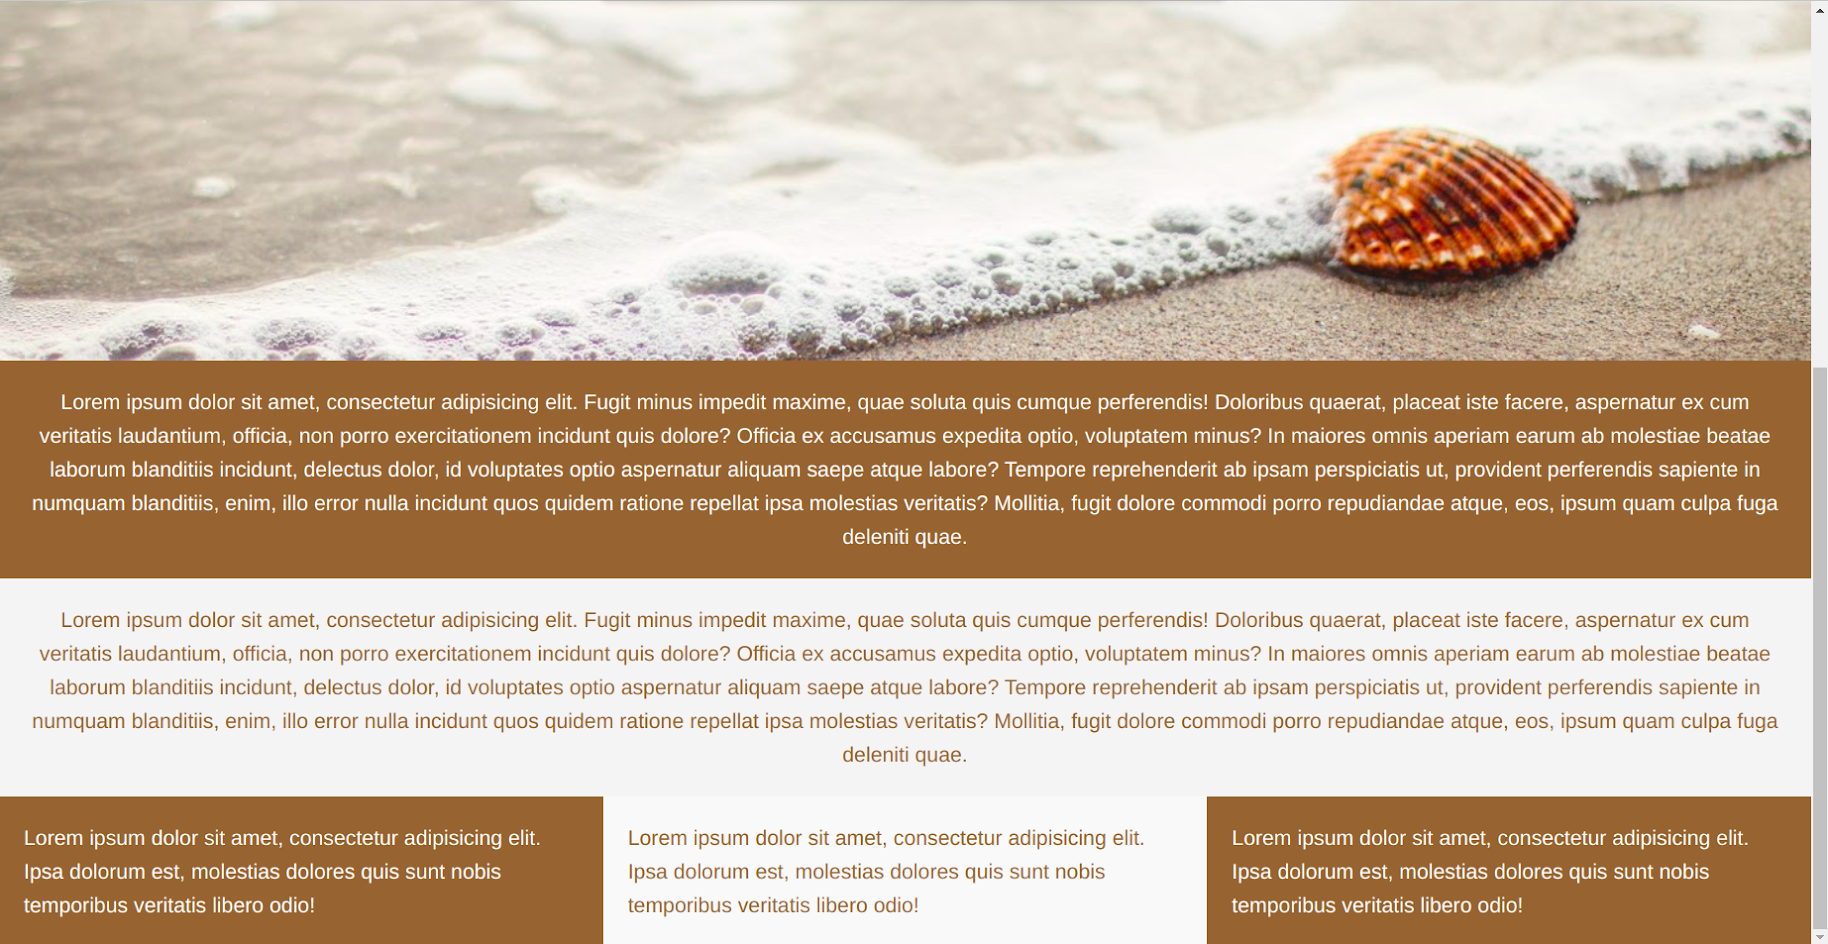 Lorem ipsum dolor sit amet, consectetur adipisicing elit. Fugit minus impedit maxime, quae soluta quis cumque perferendis! Doloribus quaerat, placeat iste facere, aspernatur ex cum
veritatis laudantium, officia, non porro exercitationem incidunt quis dolore? Officia ex accusamus expedita optio, voluptatem minus? In maiores omnis aperiam earum ab molestiae beatae
laborum blanditiis incidunt, delectus dolor, id voluptates optio aspernatur aliquam saepe atque labore? Tempore reprehenderit ab ipsam perspiciatis ut, provident perferendis sapiente in
numquam blanditiis, enim, illo error nulla incidunt quos quidem ratione repellat ipsa molestias veritatis? Mollitia, fugit dolore commodi porro repudiandae atque, eos, ipsum quam culpa fuga
deleniti quae.
Lorem ipsum dolor sit amet, consectetur adipisicing elit. Fugit minus impedit maxime, quae soluta quis cumque perferendis! Doloribus quaerat, placeat iste facere, aspernatur ex cum
veritatis laudantium, officia, non porro exercitationem incidunt quis dolore? Officia ex accusamus expedita optio, voluptatem minus? In maiores omnis aperiam earum ab molestiae beatae
laborum blanditiis incidunt, delectus dolor, id voluptates optio aspernatur aliquam saepe atque labore? Tempore reprehenderit ab ipsam perspiciatis ut, provident perferendis sapiente in
numquam blanditiis, enim, illo error nulla incidunt quos quidem ratione repellat ipsa molestias veritatis? Mollitia, fugit dolore commodi porro repudiandae atque, eos, ipsum quam culpa fuga
deleniti quae.
Lorem ipsum dolor sit amet, consectetur adipisicing elit.
Ipsa dolorum est, molestias dolores quis sunt nobis
temporibus veritatis libero odio!
Lorem ipsum dolor sit amet, consectetur adipisicing elit.
Ipsa dolorum est, molestias dolores quis sunt nobis
temporibus veritatis libero odio!
Lorem ipsum dolor sit amet, consectetur adipisicing elit.
Ipsa dolorum est, molestias dolores quis sunt nobis
temporibus veritatis libero odio!